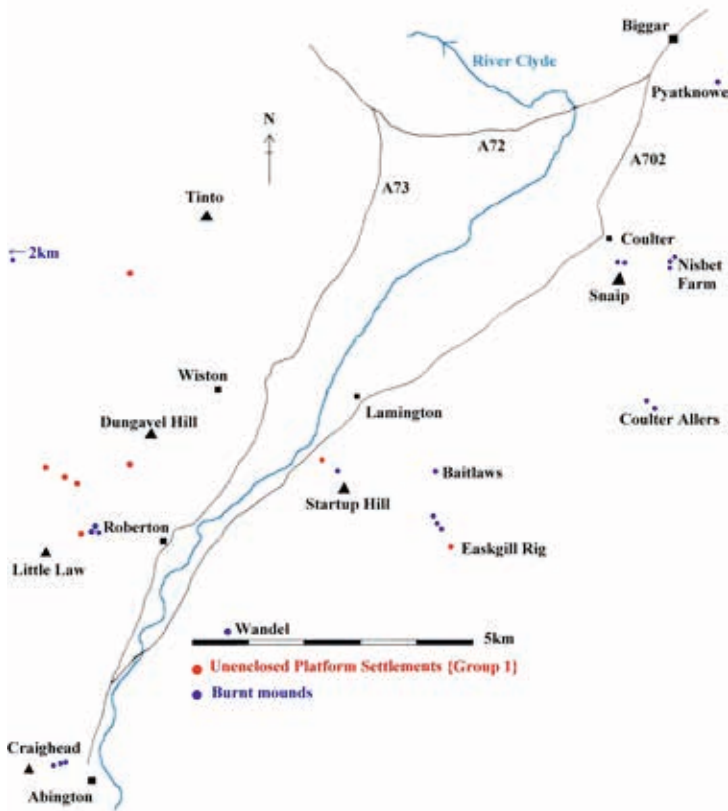 Biggar
River Clyde
Pyatknowe
N
A72
A702
A73
Tinto
Coulter
2km
Nisbet
Farm
Snaip
Wiston
Lamington
Dungavel Hill
Coulter Allers
Baitlaws
Startup Hill
Roberton
Easkgill Rig
Little Law
Wandel
5km
Unenclosed Platform Settlements {Group 1}
Burnt mounds
Craighead
Abington